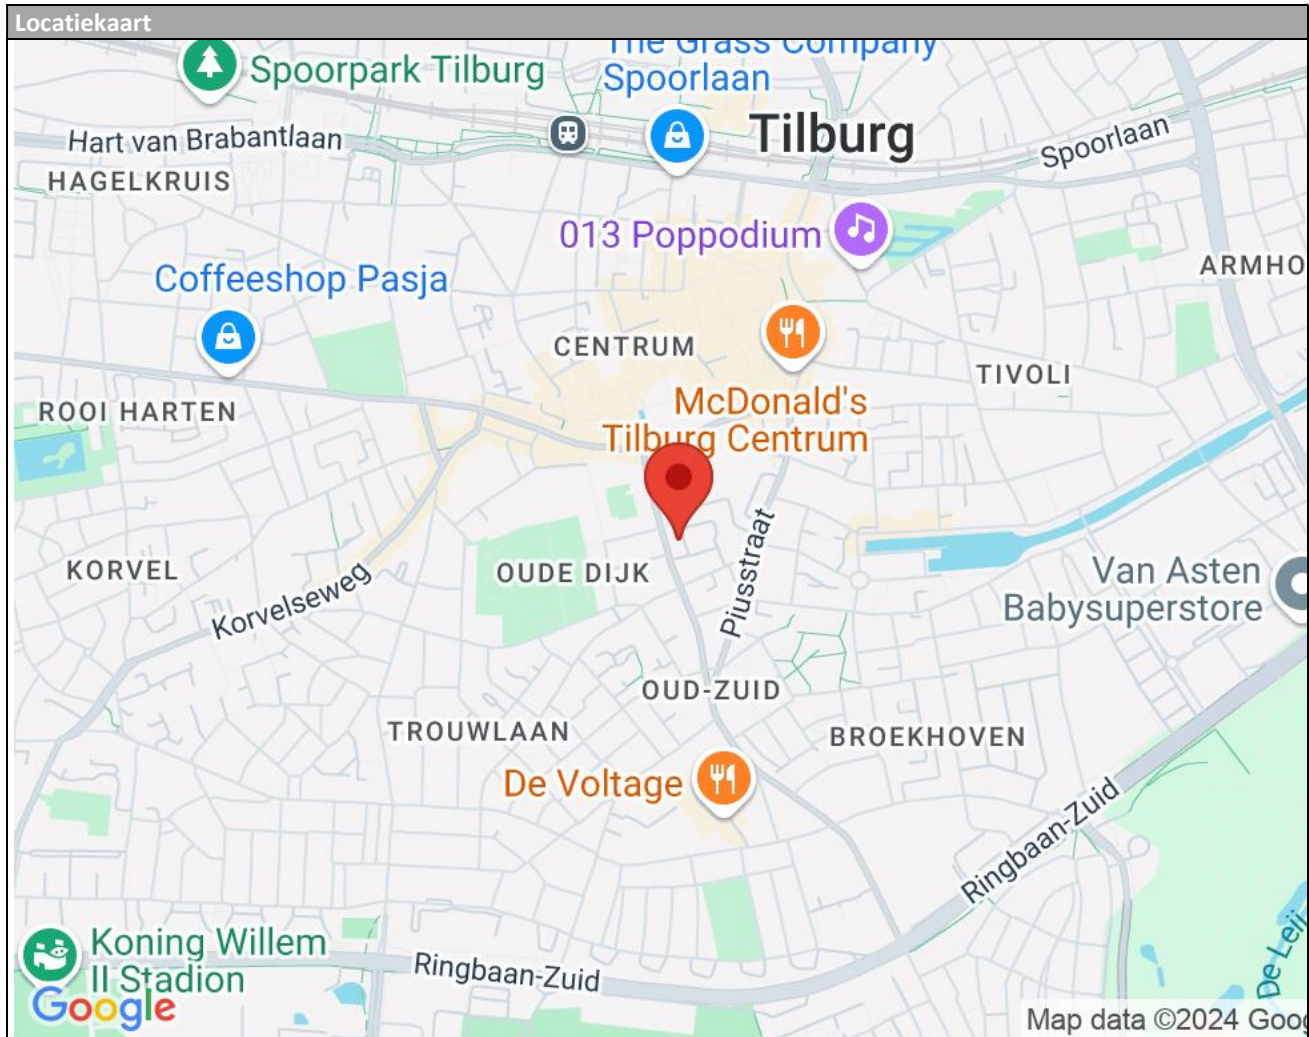 Locatiekaart
The Grass Company
Spoorlaan
Spoorpark Tilburg
Hart van Brabantlaan
Tilburg
Spoorlaan
HAGELKRUIS
013 Poppodium
ARMHO
Coffeeshop Pasja
CENTRUM
TIVOLI
ROOI HARTEN
McDonald's
Tilburg Centrum
KORVEL
Korvelseweg
OUDE DIJK
Piusstraat
Van Asten
Babysuperstore
OUD-ZUID
TROUWLAAN
BROEKHOVEN
De Voltage
Ringbaan-Zuid
Koning Willem
II Stadion
Ringbaan-Zuid
De Leij
Google
Map data ©2024 Goog